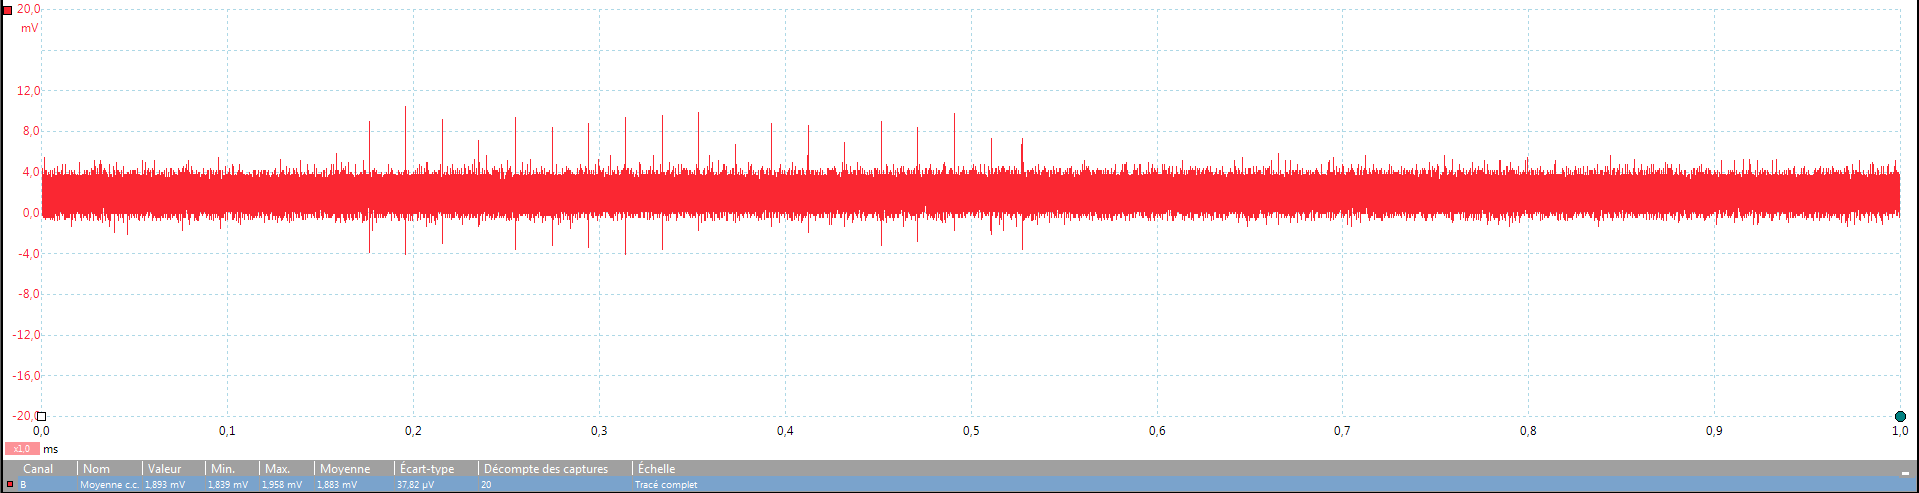 20,0
mV
12,0
8,0
4,0
0,0
-4,0
-8,0
-12,0
-16,0
-20,0
0,0 0,1 0,2 0,3 0,4 0,5 0,6 0,7 0,8 0,9 1,0
x1,0 ms
Canal Nom Valeur Min. Max. Moyenne Écart-type Décompte des captures Échelle
B Moyenne c.c. 1,893 mV 1,839 mV 1,958 mV 1,883 mV 37,82 µV 20 Tracé complet